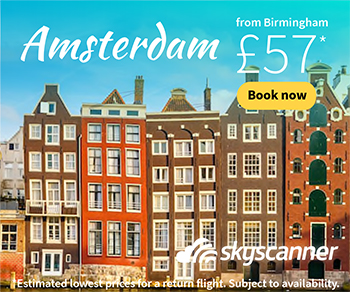 from Birmingham
Amsterdam
£57*
Book now
skyscanner
Estimated lowest prices for a return flight. Subject to availability.